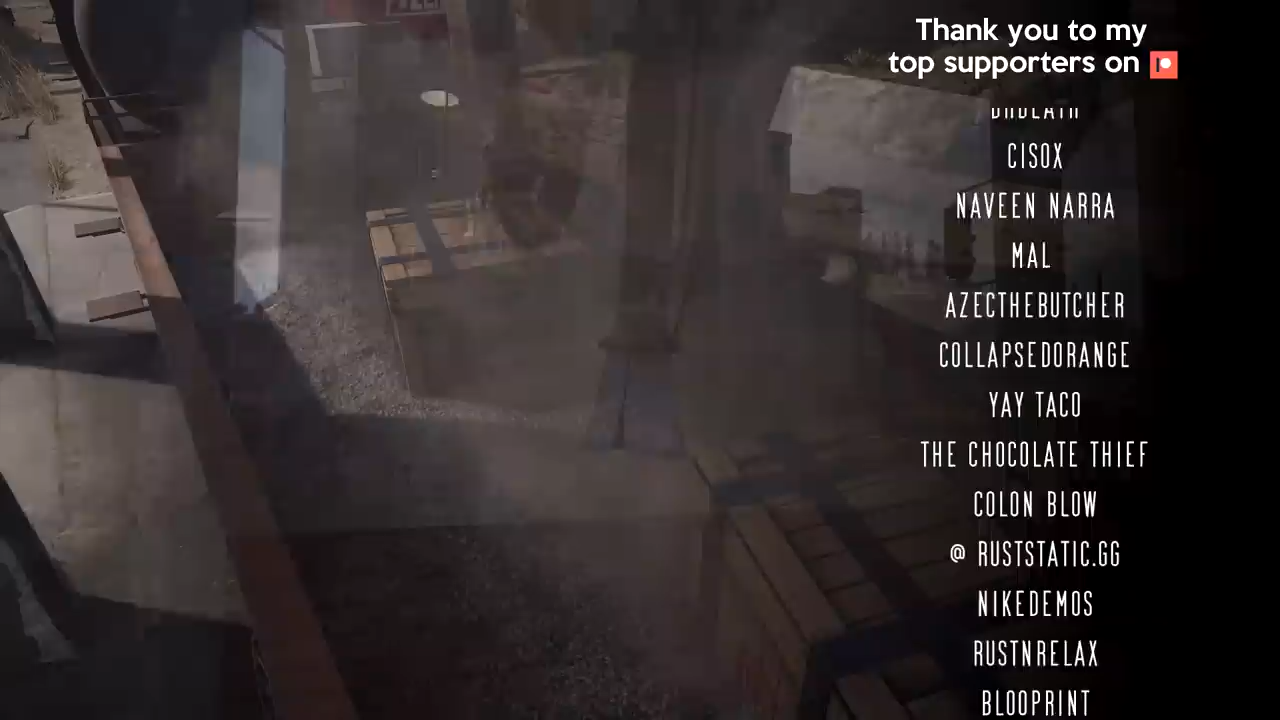 Thank you to my
top supporters on
CISOX
NAVEEN NARRA
MAL
AZECTHEBUTCHER
COLLAPSEDORANGE
YAY TACO
THE CHOCOLATE THIEF
COLON BLOW
@ RUSTSTATIC.GG
NIKEDEMOS
RUSTNRELAX
BLOOPRINT